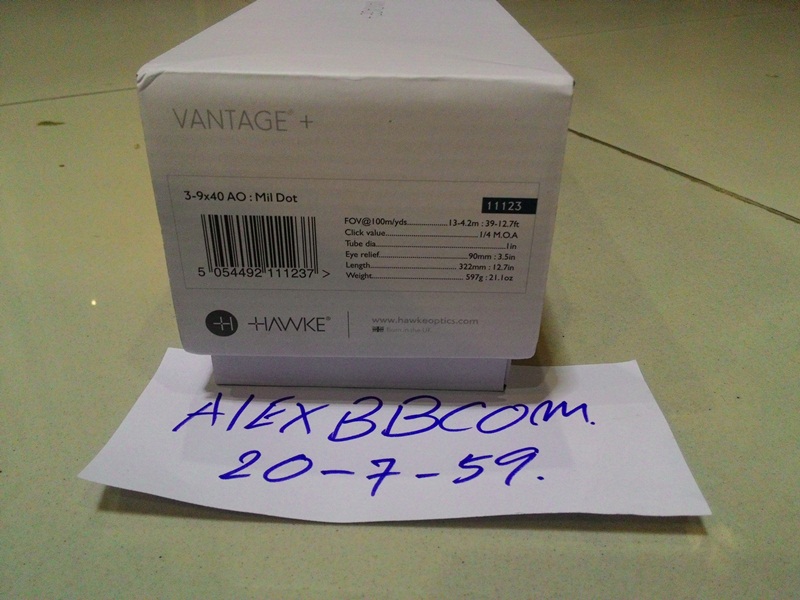 VANTAGE® +
3-9x40 AO : Mil Dot
11123
FOV@100m/yds..............13-4.2m : 39-12.7ft
Click value..............................1/4 M.O.A
Tube dia..........................................1in
Eye relief...........................90mm : 3.5in
Length...........................322mm : 12.7in
Weight..............................597g : 21.1oz
5 054492 111237 >
HAWKE®
www.hawkeoptics.com
ALEXBBCOM.
20-7-59.